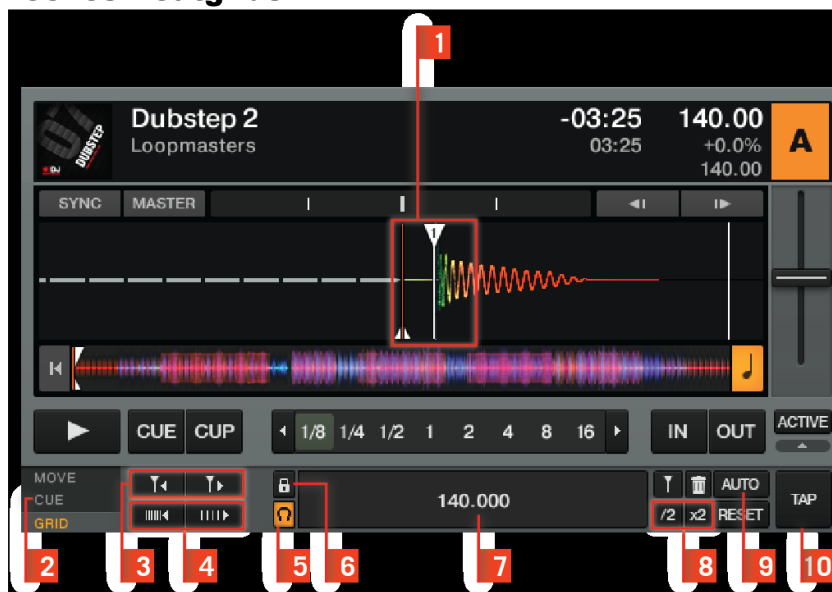 1
DUBSTEP
Dubstep 2
Loopmasters
-03:25
03:25
140.00
+0.0%
140.00
A
SYNC
MASTER
1
CUE
CUP
1/8 1/4 1/2 1 2 4 8 16
IN
OUT
ACTIVE
MOVE
CUE
GRID
140.000
AUTO
/2
x2
RESET
TAP
2
3
4
5
6
7
8
9
10